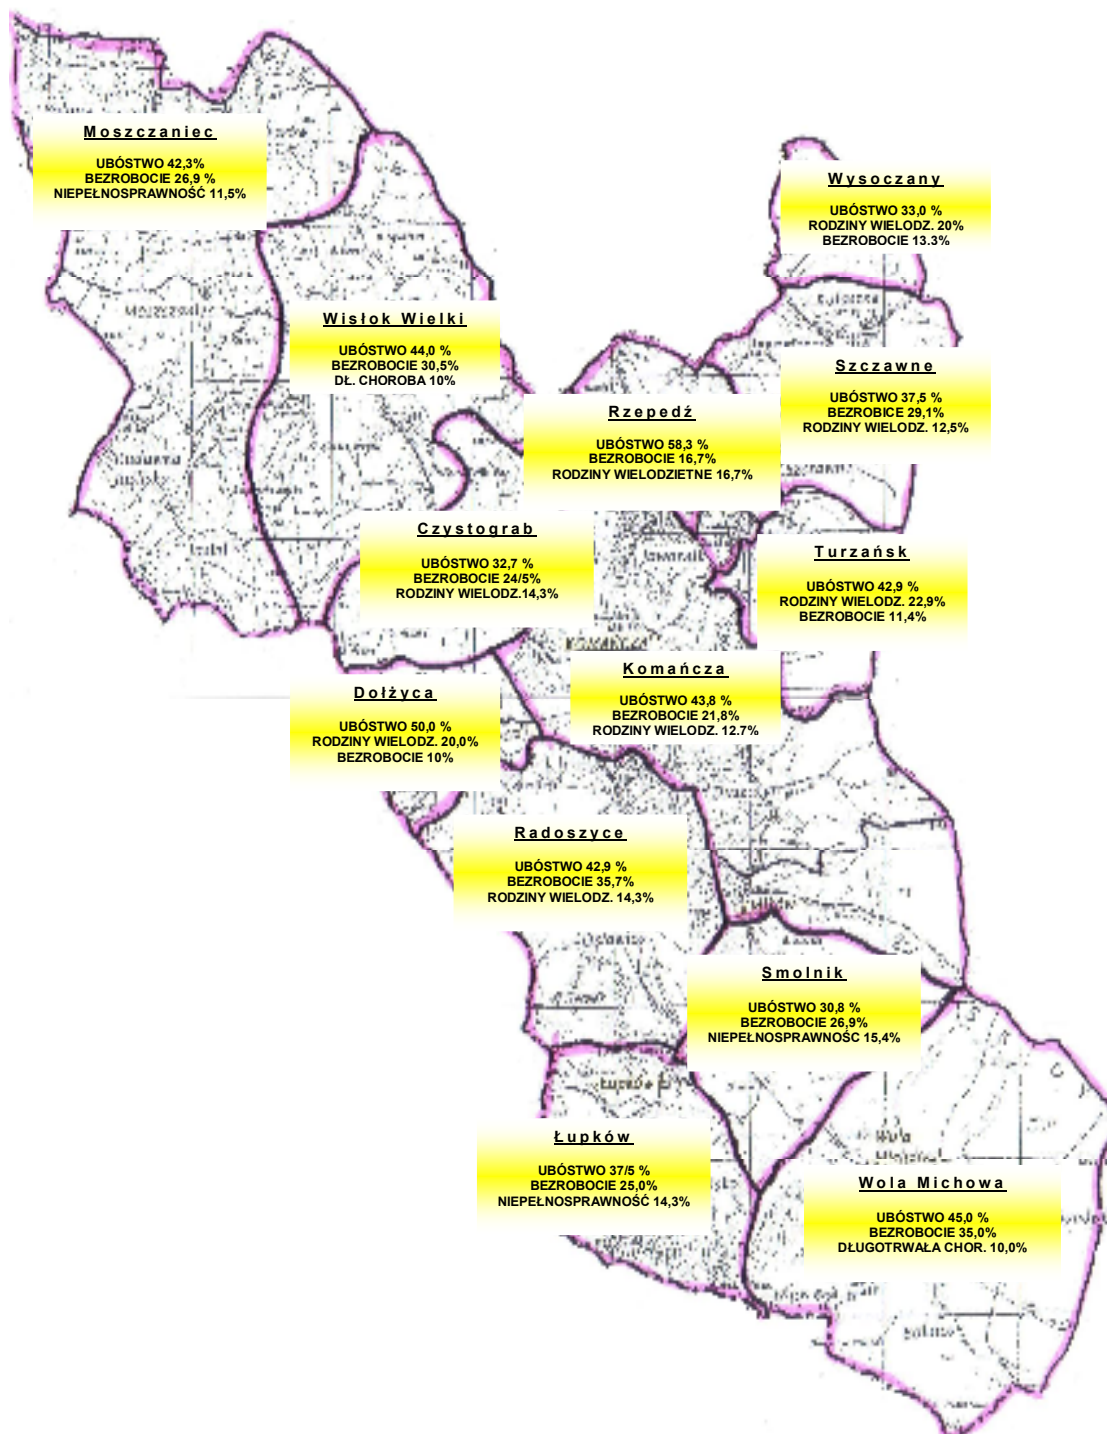 Moszczaniec
UBÓSTWO 42,3%
BEZROBOCIE 26,9 %
NIEPEŁNOSPRAWNOŚĆ 11,5%
Wysoczany
UBÓSTWO 33,0 %
RODZINY WIELODZ. 20%
BEZROBOCIE 13.3%
Wisłok Wielki
UBÓSTWO 44,0 %
BEZROBOCIE 30,5%
DŁ. CHOROBA 10%
Szczawne
UBÓSTWO 37,5 %
BEZROBICE 29,1%
RODZINY WIELODZ. 12,5%
Rzepedź
UBÓSTWO 58,3 %
BEZROBOCIE 16,7%
RODZINY WIELODZIETNE 16,7%
Czystograb
UBÓSTWO 32,7 %
BEZROBOCIE 24/5%
RODZINY WIELODZ.14,3%
Turzańsk
UBÓSTWO 42,9 %
RODZINY WIELODZ. 22,9%
BEZROBOCIE 11,4%
Komańcza
UBÓSTWO 43,8 %
BEZROBOCIE 21,8%
RODZINY WIELODZ. 12.7%
Dołżyca
UBÓSTWO 50,0 %
RODZINY WIELODZ. 20,0%
BEZROBOCIE 10%
Radoszyce
UBÓSTWO 42,9 %
BEZROBOCIE 35,7%
RODZINY WIELODZ. 14,3%
Smolnik
UBÓSTWO 30,8 %
BEZROBOCIE 26,9%
NIEPEŁNOSPRAWNOŚC 15,4%
Łupków
UBÓSTWO 37/5 %
BEZROBOCIE 25,0%
NIEPEŁNOSPRAWNOŚĆ 14,3%
Wola Michowa
UBÓSTWO 45,0 %
BEZROBOCIE 35,0%
DŁUGOTRWAŁA CHOR. 10,0%